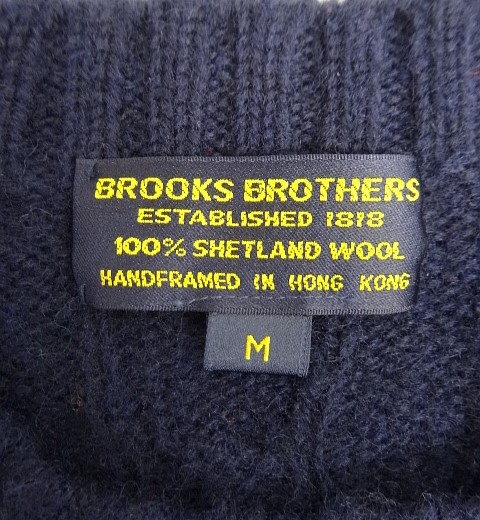 BROOKS BROTHERS
ESTABLISHED 1818
100% SHETLAND WOOL
HANDFRAMED IN HONG KONG
M